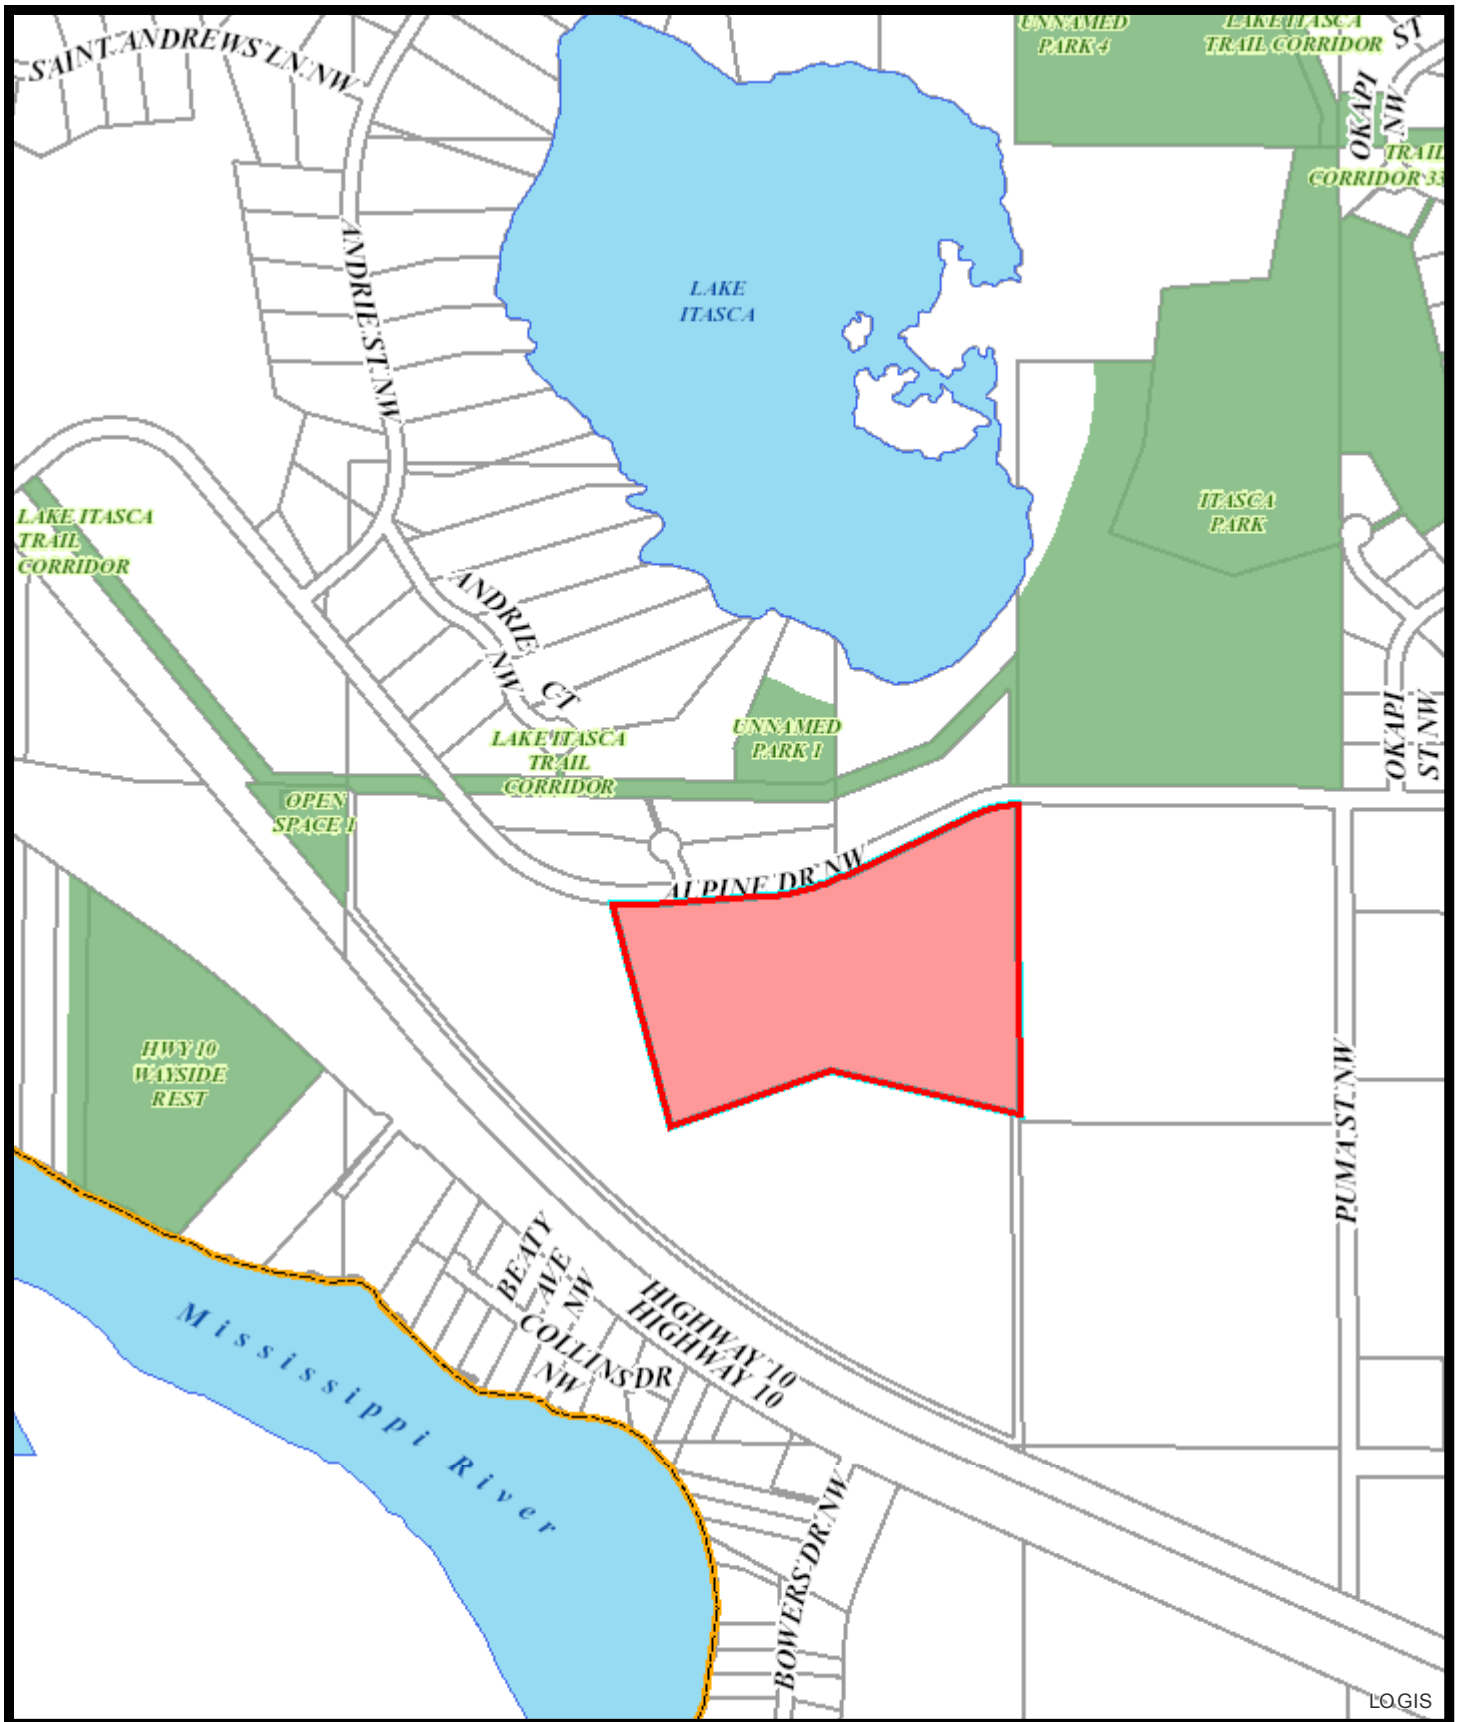 UNNAMED
PARK 4
LAKE ITASCA
TRAIL CORRIDOR
ST
SAINT ANDREWS LN NW
OKAPI
NW
TRAIL
CORRIDOR 33
ANDRIE ST NW
LAKE
ITASCA
ITASCA
PARK
LAKE ITASCA
TRAIL
CORRIDOR
ANDRIE
NW
CT
OKAPI
ST NW
UNNAMED
PARK 1
LAKE ITASCA
TRAIL
CORRIDOR
OPEN
SPACE 1
ALPINE DR NW
HWY 10
WAYSIDE
REST
PUMA ST NW
BEATY
AVE
NW
Mississippi River
HIGHWAY 10
HIGHWAY 10
COLLINS DR
NW
BOWERS DR NW
LOGIS